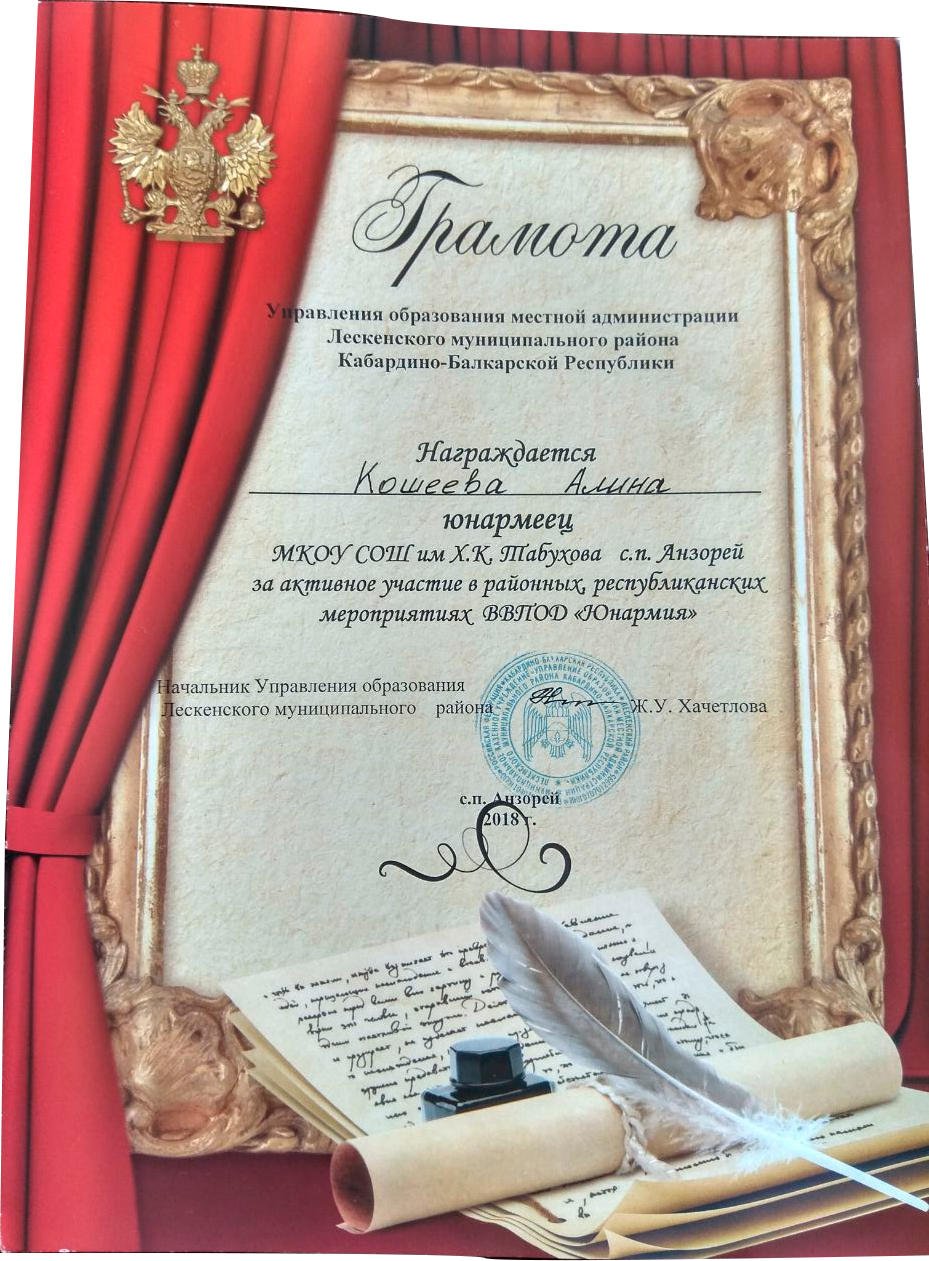 Грамота
Управления образования местной администрации
Лескенского муниципального района
Кабардино-Балкарской Республики
Награждается
Кошеева Алина
юнармеец
МКОУ СОШ им Х.К. Табухова с.п. Анзорей
за активное участие в районных, республиканских
мероприятиях ВВПОД «Юнармия»
Начальник Управления образования
Лескенского муниципального района Ж.У. Хачетлова
с.п. Анзорей
2018 г.